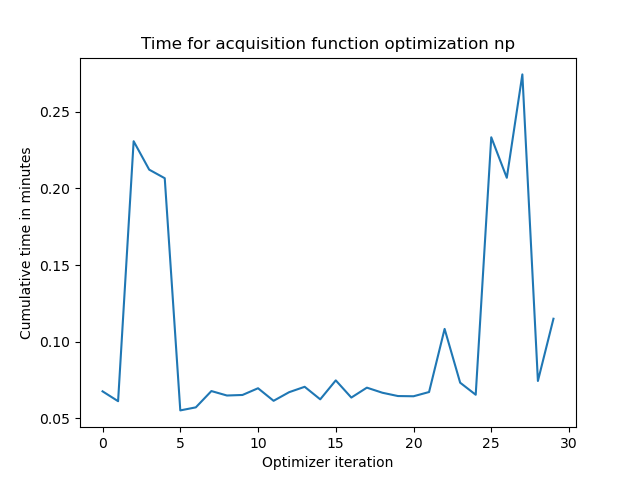 Time for acquisition function optimization np
Cumulative time in minutes
0.25
0.20
0.15
0.10
0.05
0 5 10 15 20 25 30
Optimizer iteration